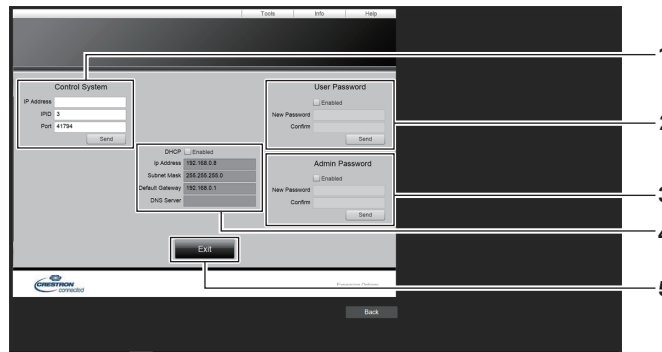 Tools Info Help
Control System
IP Address
IPID 3
Port 41794
Send
User Password
Enabled
New Password
Confirm
Send
DHCP Enabled
Ip Address 192.168.0.8
Subnet Mask 255.255.255.0
Default Gateway 192.168.0.1
DNS Server
Admin Password
Enabled
New Password
Confirm
Send
Exit
CRESTRON
connected
Back
1
2
3
4
5